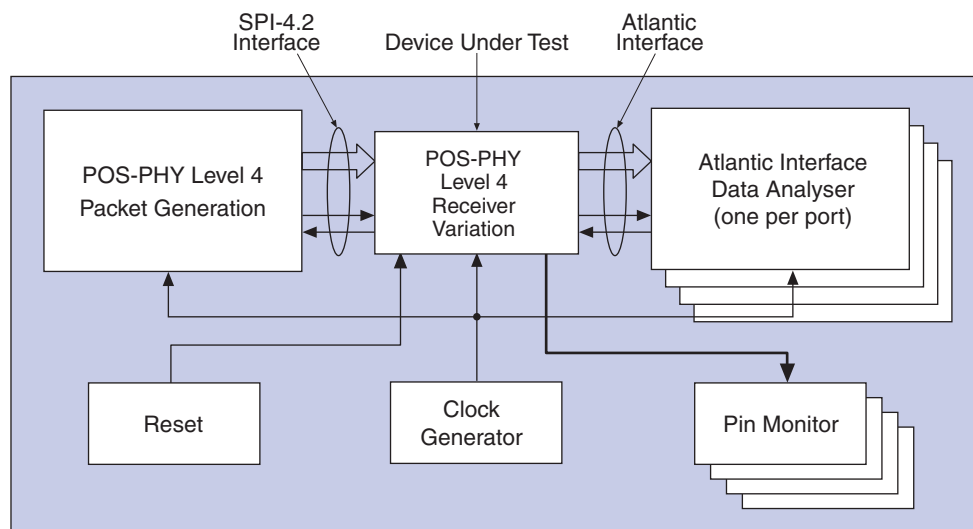 SPI-4.2
Interface
Device Under Test
Atlantic
Interface
POS-PHY Level 4
Packet Generation
POS-PHY
Level 4
Receiver
Variation
Atlantic Interface
Data Analyser
(one per port)
Reset
Clock
Generator
Pin Monitor